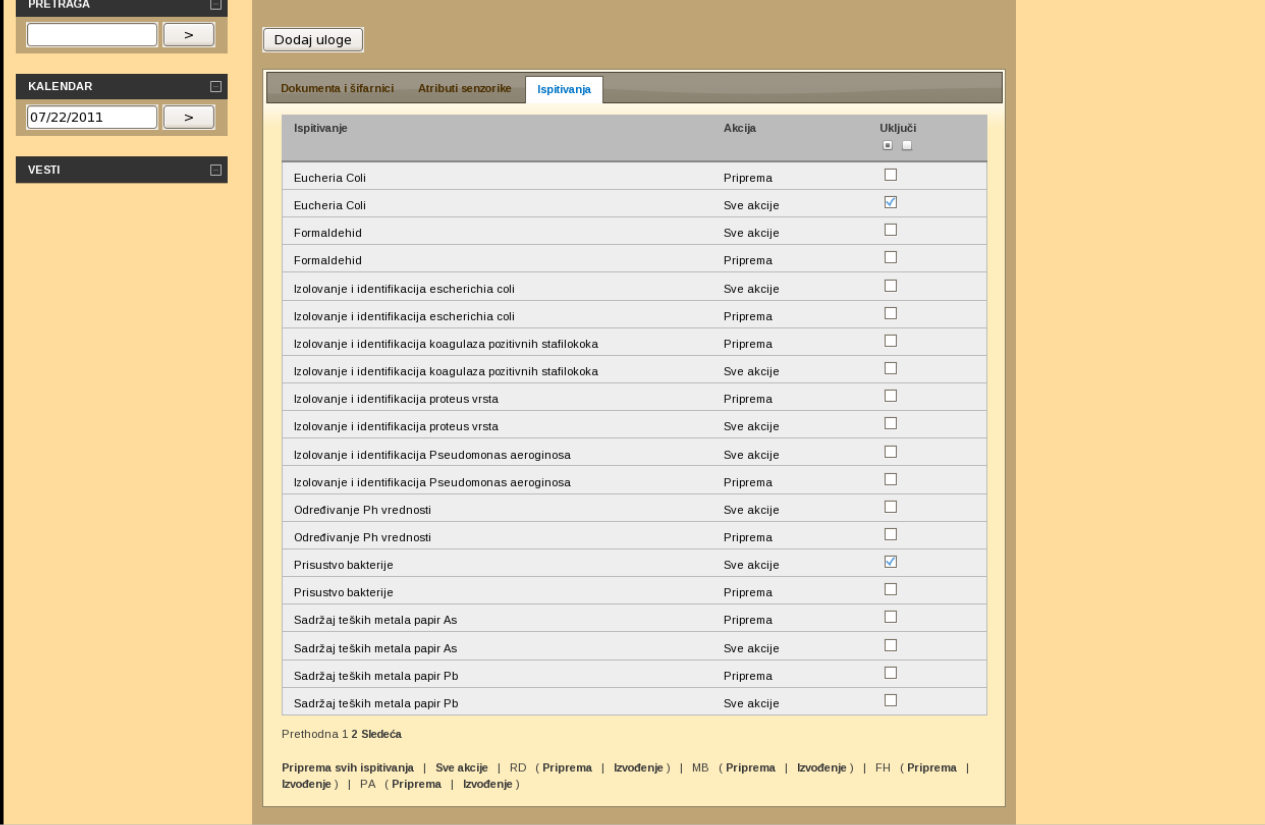 PRETRAGA
>
KALENDAR
07/22/2011 >
VESTI
Dodaj uloge
Dokumenta i šifarnici Atributi senzorike Ispitivanja
Ispitivanje Akcija Uključi
Eucheria Coli Priprema
Eucheria Coli Sve akcije
Formaldehid Sve akcije
Formaldehid Priprema
Izolovanje i identifikacija escherichia coli Sve akcije
Izolovanje i identifikacija escherichia coli Priprema
Izolovanje i identifikacija koagulaza pozitivnih stafilokoka Priprema
Izolovanje i identifikacija koagulaza pozitivnih stafilokoka Sve akcije
Izolovanje i identifikacija proteus vrsta Priprema
Izolovanje i identifikacija proteus vrsta Sve akcije
Izolovanje i identifikacija Pseudomonas aeroginosa Sve akcije
Izolovanje i identifikacija Pseudomonas aeroginosa Priprema
Određivanje Ph vrednosti Sve akcije
Određivanje Ph vrednosti Priprema
Prisustvo bakterije Sve akcije
Prisustvo bakterije Priprema
Sadržaj teških metala papir As Priprema
Sadržaj teških metala papir As Sve akcije
Sadržaj teških metala papir Pb Priprema
Sadržaj teških metala papir Pb Sve akcije
Prethodna 1 2 Sledeća
Priprema svih ispitivanja | Sve akcije | RD ( Priprema | Izvođenje ) | MB ( Priprema | Izvođenje ) | FH ( Priprema |
Izvođenje ) | PA ( Priprema | Izvođenje )